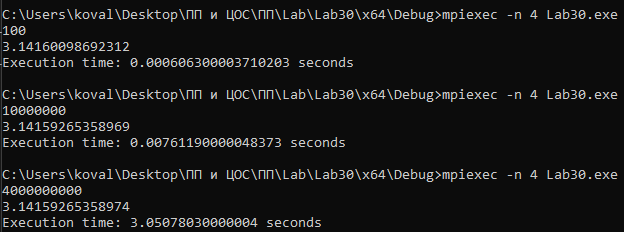 C:\Users\koval\Desktop\ПП и ЦОС\ПП\Lab\Lab30\x64\Debug>mpiexec -n 4 Lab30.exe
100
3.14160098692312
Execution time: 0.000606300003710203 seconds
C:\Users\koval\Desktop\ПП и ЦОС\ПП\Lab\Lab30\x64\Debug>mpiexec -n 4 Lab30.exe
10000000
3.14159265358969
Execution time: 0.00761190000048373 seconds
C:\Users\koval\Desktop\ПП и ЦОС\ПП\Lab\Lab30\x64\Debug>mpiexec -n 4 Lab30.exe
4000000000
3.14159265358974
Execution time: 3.05078030000004 seconds